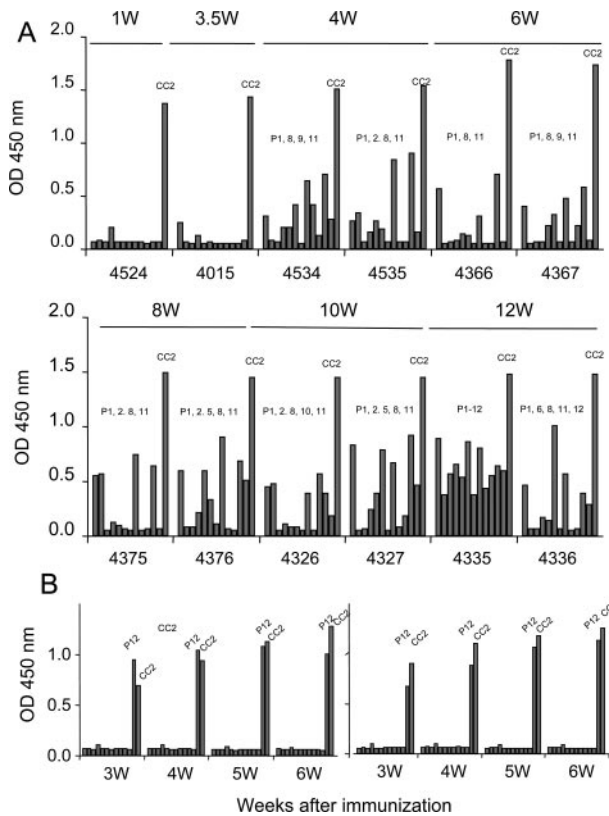 A
1W 3.5W 4W 6W
OD 450 nm
2.0
1.5
1.0
0.5
0.0
CC2 CC2 CC2 CC2 CC2 CC2
P1, 8, 9, 11 P1, 2. 8, 11 P1, 8, 11 P1, 8, 9, 11
4524 4015 4534 4535 4366 4367
8W 10W 12W
OD 450 nm
2.0
1.5
1.0
0.5
0.0
CC2 CC2 CC2 CC2 CC2 CC2
P1, 2. 8, 11 P1, 2. 5, 8, 11 P1, 2. 8, 10, 11 P1, 2. 5, 8, 11 P1-12 P1, 6, 8, 11, 12
4375 4376 4326 4327 4335 4336
B
OD 450 nm
1.0
0.5
0.0
P12 CC2 CC2 P12 CC2 P12 CC2 P12 CC2 P12 CC2 P12 CC2 P12 CC2 P12 CC2
3W 4W 5W 6W 3W 4W 5W 6W
Weeks after immunization